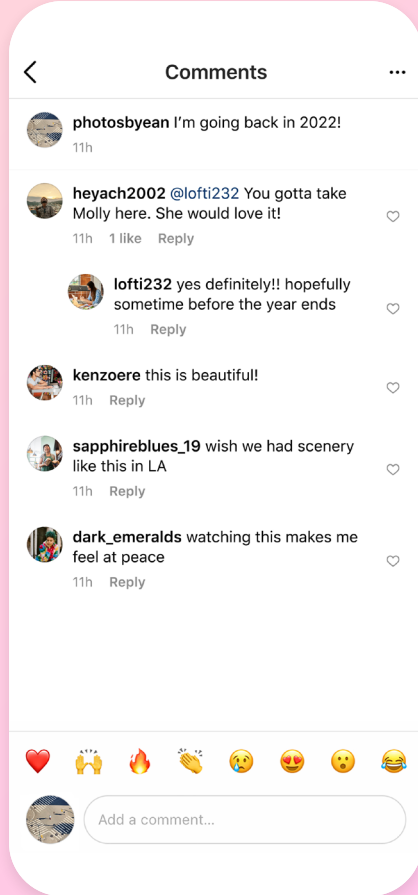 Comments
photosbyean I’m going back in 2022!
11h
heyach2002 @lofti232 You gotta take
Molly here. She would love it!
11h 1 like Reply
lofti232 yes definitely!! hopefully
sometime before the year ends
11h Reply
kenzoere this is beautiful!
11h Reply
sapphireblues_19 wish we had scenery
like this in LA
11h Reply
dark_emeralds watching this makes me
feel at peace
11h Reply
Add a comment...